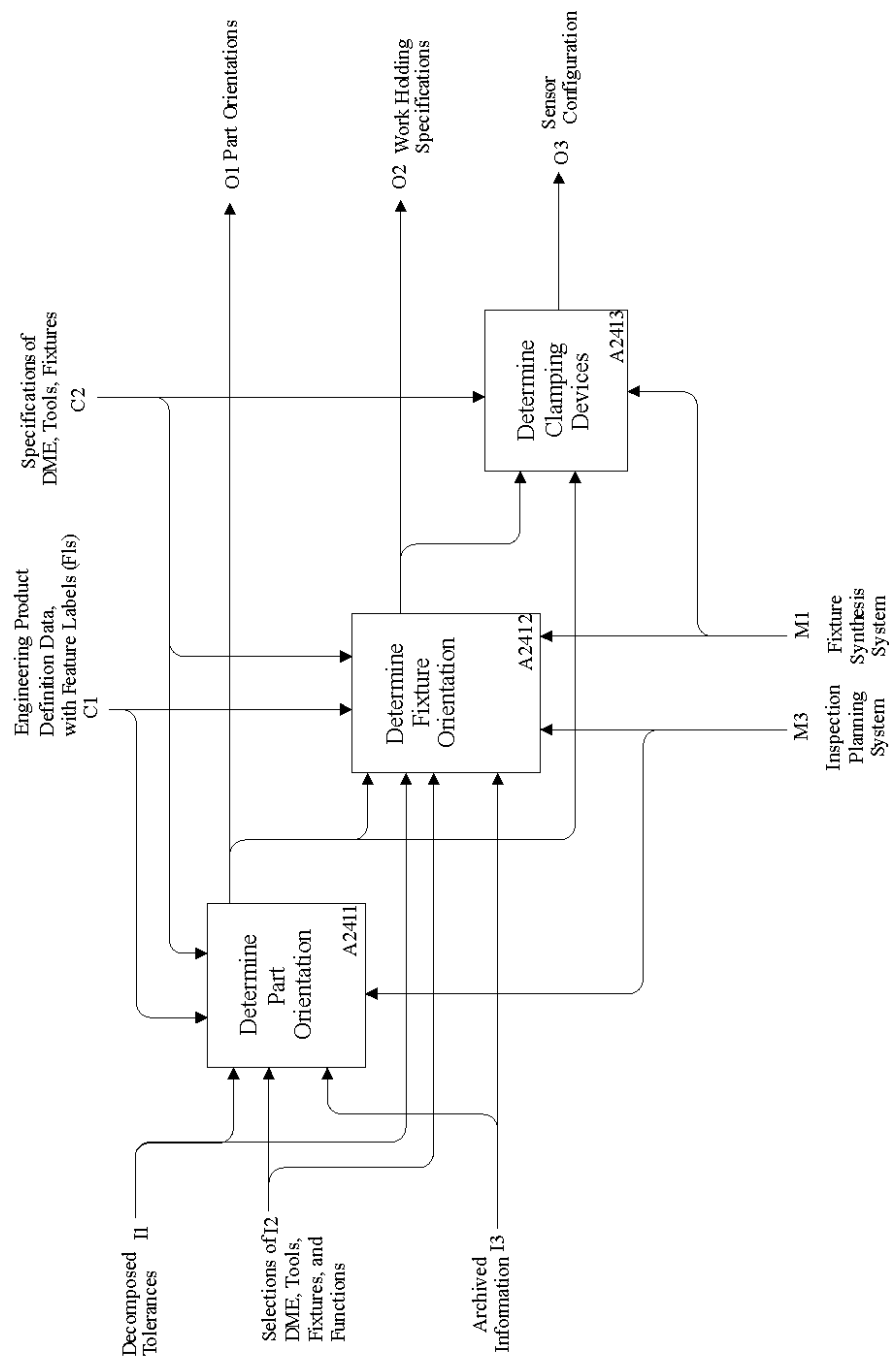 Engineering Product
Definition Data,
with Feature Labels (FIs)
C1
Specifications of
DME, Tools, Fixtures
C2
Decomposed
Tolerances
I1
Selections of I2
DME, Tools,
Fixtures, and
Functions
Archived
Information I3
Determine
Part
Orientation
A2411
Determine
Fixture
Orientation
A2412
Determine
Clamping
Devices
A2413
O1 Part Orientations
O2 Work Holding
Specifications
O3 Sensor
Configuration
M3
Inspection
Planning
System
M1
Fixture
Synthesis
System